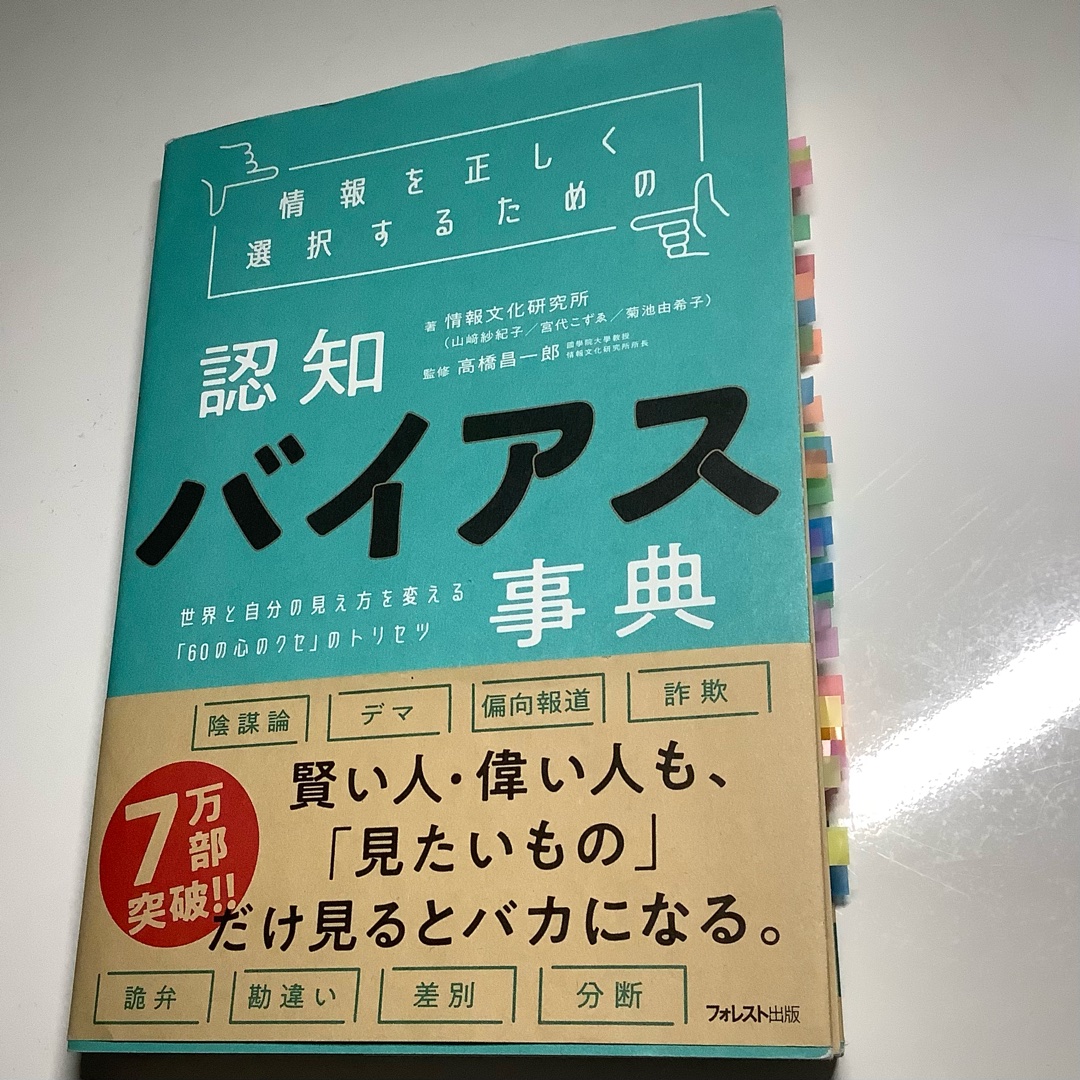 情報を正しく
選択するための
著 情報文化研究所
(山﨑紗紀子/宮代こずゑ/菊池由希子)
監修 高橋昌一郎 國學院大學教授
情報文化研究所所長
認知
バイアス
事典
世界と自分の見え方を変える
「60の心のクセ」のトリセツ
陰謀論 デマ 偏向報道 詐欺
7万部
突破!!
賢い人・偉い人も、
「見たいもの」
だけ見るとバカになる。
詭弁 勘違い 差別 分断
フォレスト出版